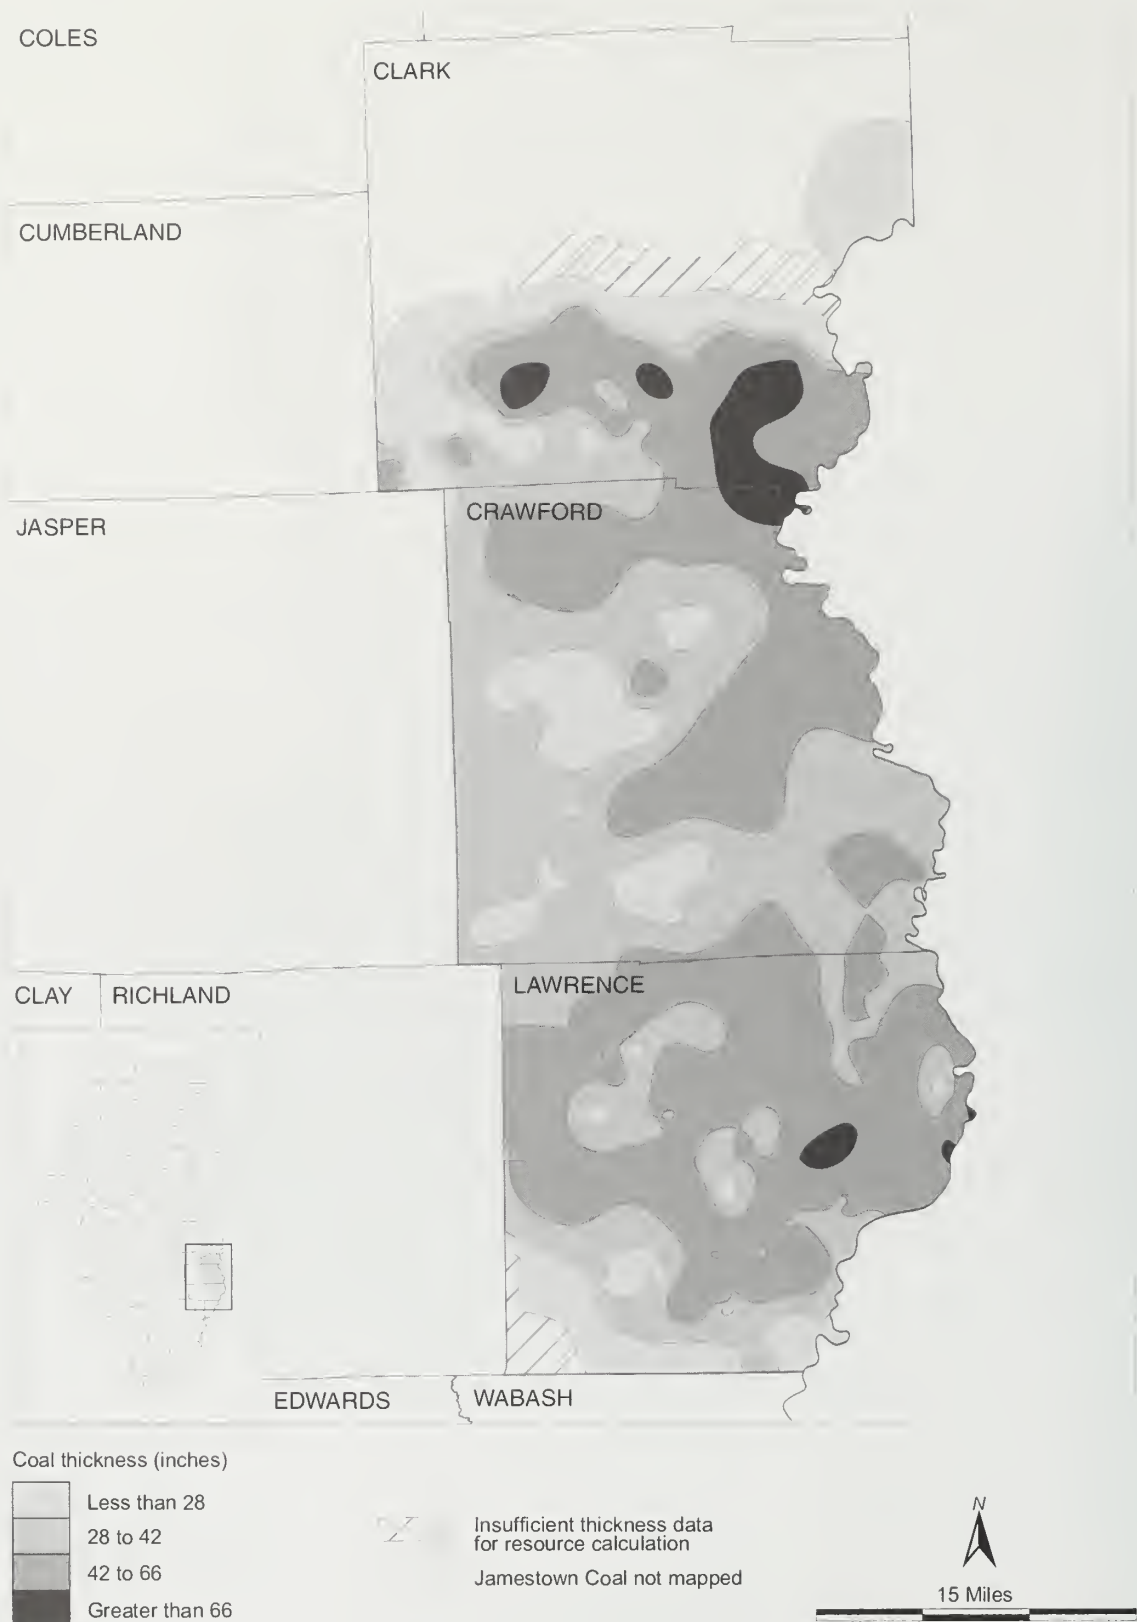 COLES
CLARK
CUMBERLAND
JASPER
CRAWFORD
CLAY
RICHLAND
LAWRENCE
EDWARDS
WABASH
Coal thickness (inches)
Less than 28
28 to 42
42 to 66
Greater than 66
Insufficient thickness data
for resource calculation
Jamestown Coal not mapped
N
15 Miles